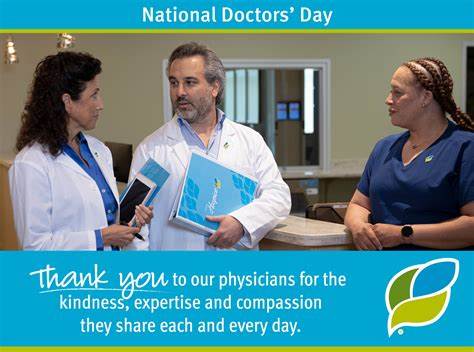 National Doctors’ Day
Thank you to our physicians for the
kindness, expertise and compassion
they share each and every day.